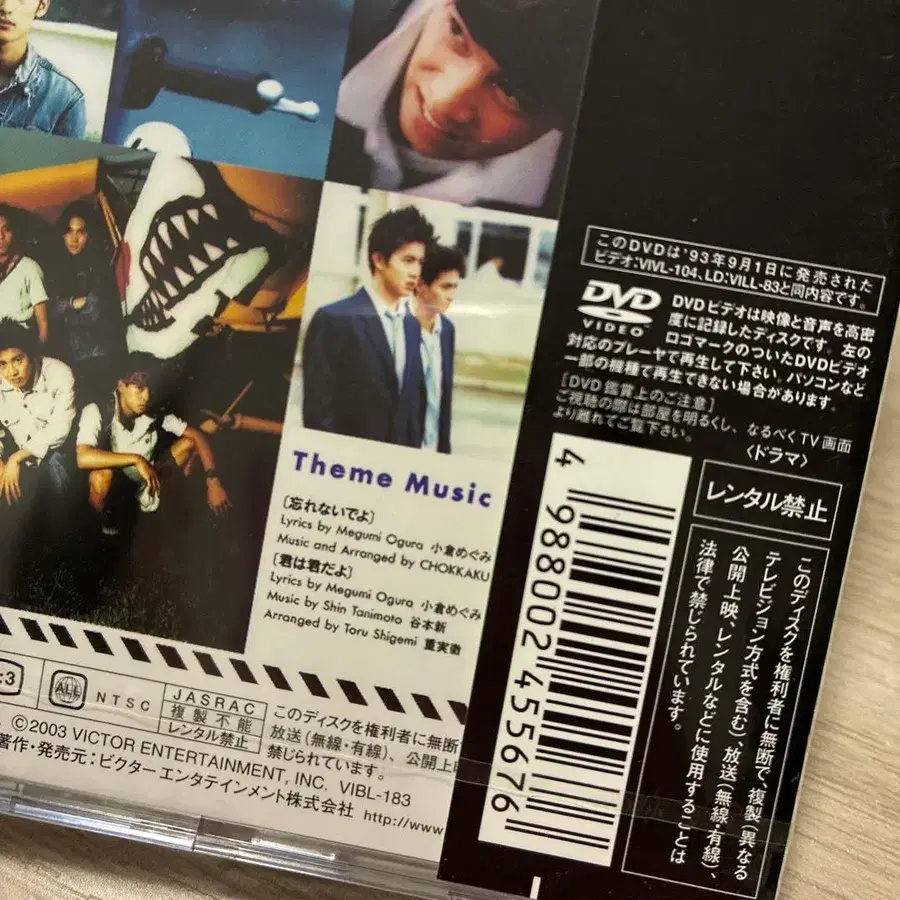 Theme Music
[忘れないでよ]
Lyrics by Megumi Ogura 小倉めぐみ
Music and Arranged by CHOKKAKU
[君は君だよ]
Lyrics by Megumi Ogura 小倉めぐみ
Music by Shin Tanimoto 谷本新
Arranged by Toru Shigemi 重実徹
:3
ALL
NTSC
JASRAC
複製不能
レンタル禁止
このディスクを権利者に無断
放送(無線・有線)、公開上映
禁じられています。
©2003 VICTOR ENTERTAINMENT, INC. VIBL-183
著作・発売元:ビクターエンタテインメント株式会社
http://www
このDVDは'93年9月1日に発売された
ビデオ:VIVL-104、LD:VILL-83と同内容です。
DVD
VIDEO
DVDビデオは映像と音声を高密
度に記録したディスクです。左の
ロゴマークのついたDVDビデオ
対応のプレーヤで再生して下さい。パソコンなど
一部の機種で再生できない場合があります。
[DVD鑑賞上のご注意]
ご視聴の際は部屋を明るくし、なるべくTV画面
より離れてご覧下さい。
〈ドラマ〉
4 988002 455676
レンタル禁止
このディスクを権利者に無断で、複製(異なる
テレビジョン方式を含む)、放送(無線・有線)、
公開上映、レンタルなどに使用することは
法律で禁じられています。